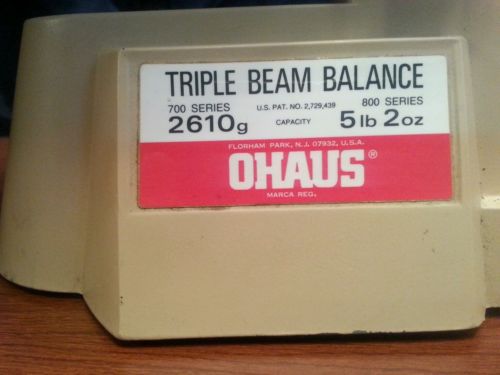 TRIPLE BEAM BALANCE
700 SERIES U.S. PAT. NO. 2,729,439 800 SERIES
2610g CAPACITY 5 lb 2 oz
FLORHAM PARK, N.J. 07932, U.S.A.
OHAUS®
MARCA REG.